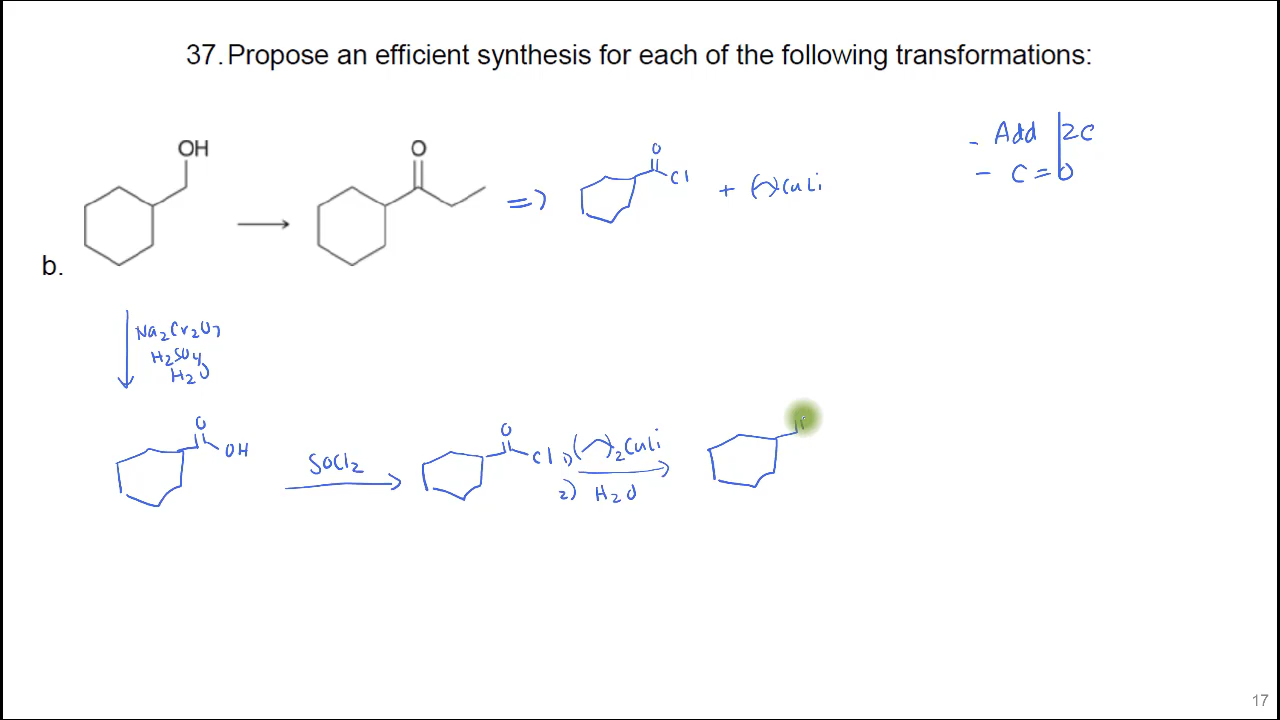 37. Propose an efficient synthesis for each of the following transformations:
- Add 2C
- C=O
OH
O
O
Cl + ( )CuLi
b.
Na2Cr2O7
H2SO4
H2O
O
OH
SOCl2
O
Cl 1) ( )2CuLi
2) H2O
17